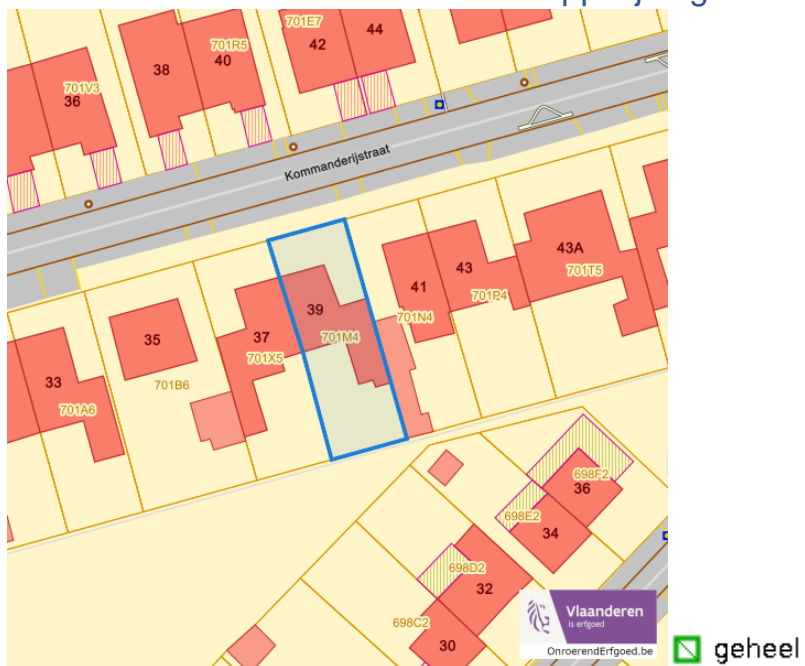 701E7
44
701R5
42
38
40
701V3
36
Kommanderijstraat
43A
701T5
43
41
701P4
39
701N4
37
701M4
35
701X5
33
701B6
701A6
698F2
36
698E2
34
698D2
32
698C2
30
Vlaanderen
is erfgoed
OnroerendErfgoed.be
geheel